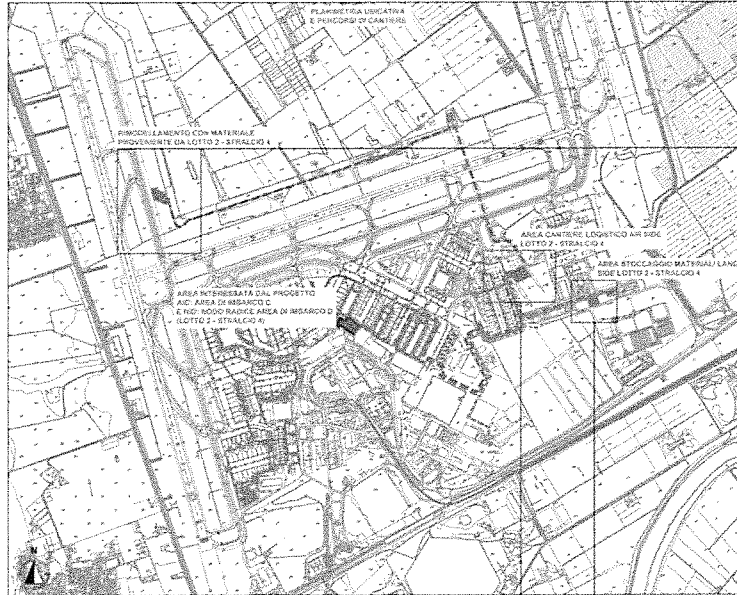 PLANIMETRIA UBICATIVA
E PERCORSI DI CANTIERE
RIMODELLAMENTO CON MATERIALE
PROVENIENTE DA LOTTO 2 - STRALCIO 4
AREA CANTIERE LOGISTICO AIR SIDE
LOTTO 2 - STRALCIO 4
AREA STOCCAGGIO MATERIALI LAND
SIDE LOTTO 2 - STRALCIO 4
AREA INTERESSATA DAL PROGETTO
AREA DI IMBARCO C
NODO RADICE AREA DI IMBARCO D
(LOTTO 2 - STRALCIO 4)
N